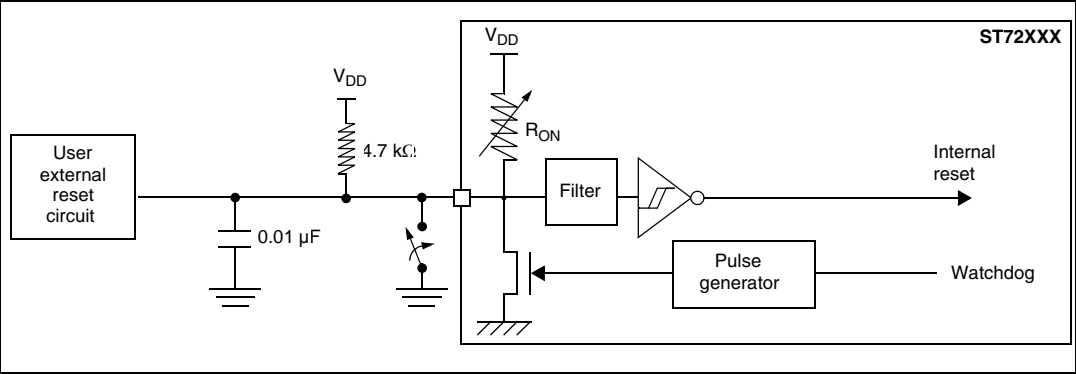 ST72XXX
VDD
VDD
RON
4.7 kΩ
User
external
reset
circuit
Filter
Internal
reset
0.01 µF
Pulse
generator
Watchdog